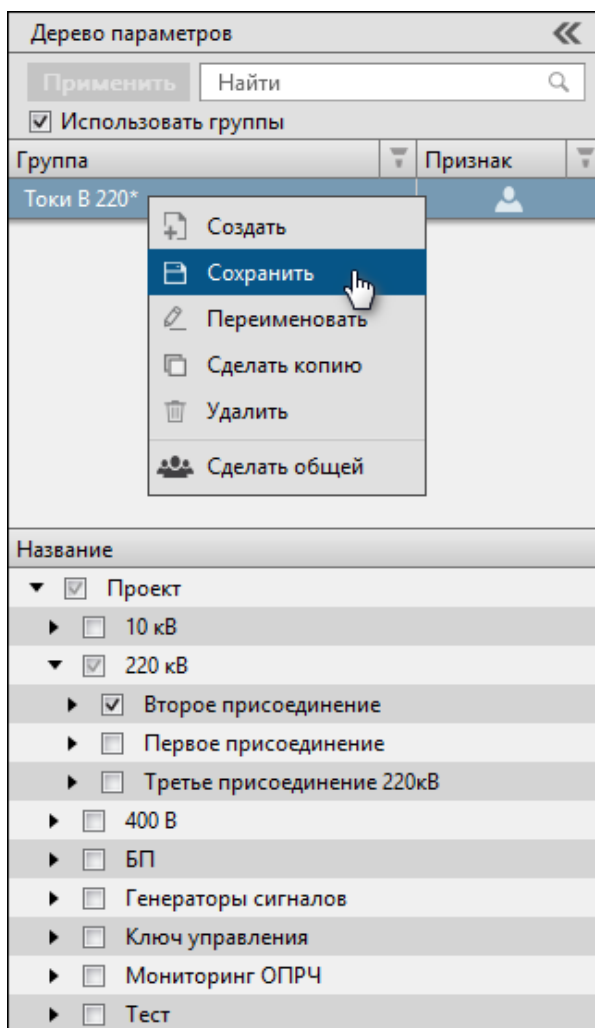 Дерево параметров
Применить Найти
Использовать группы
Группа Признак
Токи В 220*
Создать
Сохранить
Переименовать
Сделать копию
Удалить
Сделать общей
Название
Проект
10 кВ
220 кВ
Второе присоединение
Первое присоединение
Третье присоединение 220кВ
400 В
БП
Генераторы сигналов
Ключ управления
Мониторинг ОПРЧ
Тест